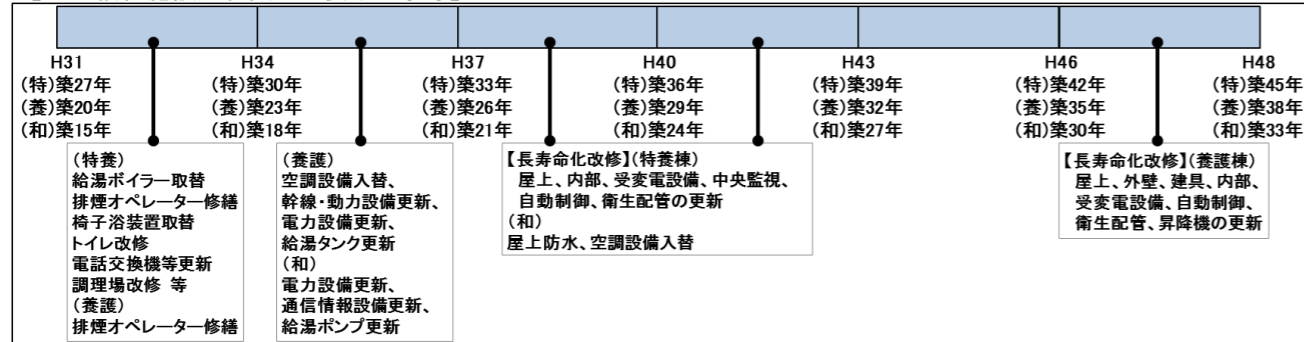 H31
(特)築27年
(養)築20年
(和)築15年
H34
(特)築30年
(養)築23年
(和)築18年
H37
(特)築33年
(養)築26年
(和)築21年
H40
(特)築36年
(養)築29年
(和)築24年
H43
(特)築39年
(養)築32年
(和)築27年
H46
(特)築42年
(養)築35年
(和)築30年
H48
(特)築45年
(養)築38年
(和)築33年
(特養)
給湯ボイラー取替
排煙オペレーター修繕
椅子浴装置取替
トイレ改修
電話交換機等更新
調理場改修 等
(養護)
排煙オペレーター修繕
(養護)
空調設備入替、
幹線・動力設備更新、
電力設備更新、
給湯タンク更新
(和)
電力設備更新、
通信情報設備更新、
給湯ポンプ更新
【長寿命化改修】(特養棟)
屋上、内部、受変電設備、中央監視、
自動制御、衛生配管の更新
(和)
屋上防水、空調設備入替
【長寿命化改修】(養護棟)
屋上、外壁、建具、内部、
受変電設備、自動制御、
衛生配管、昇降機の更新